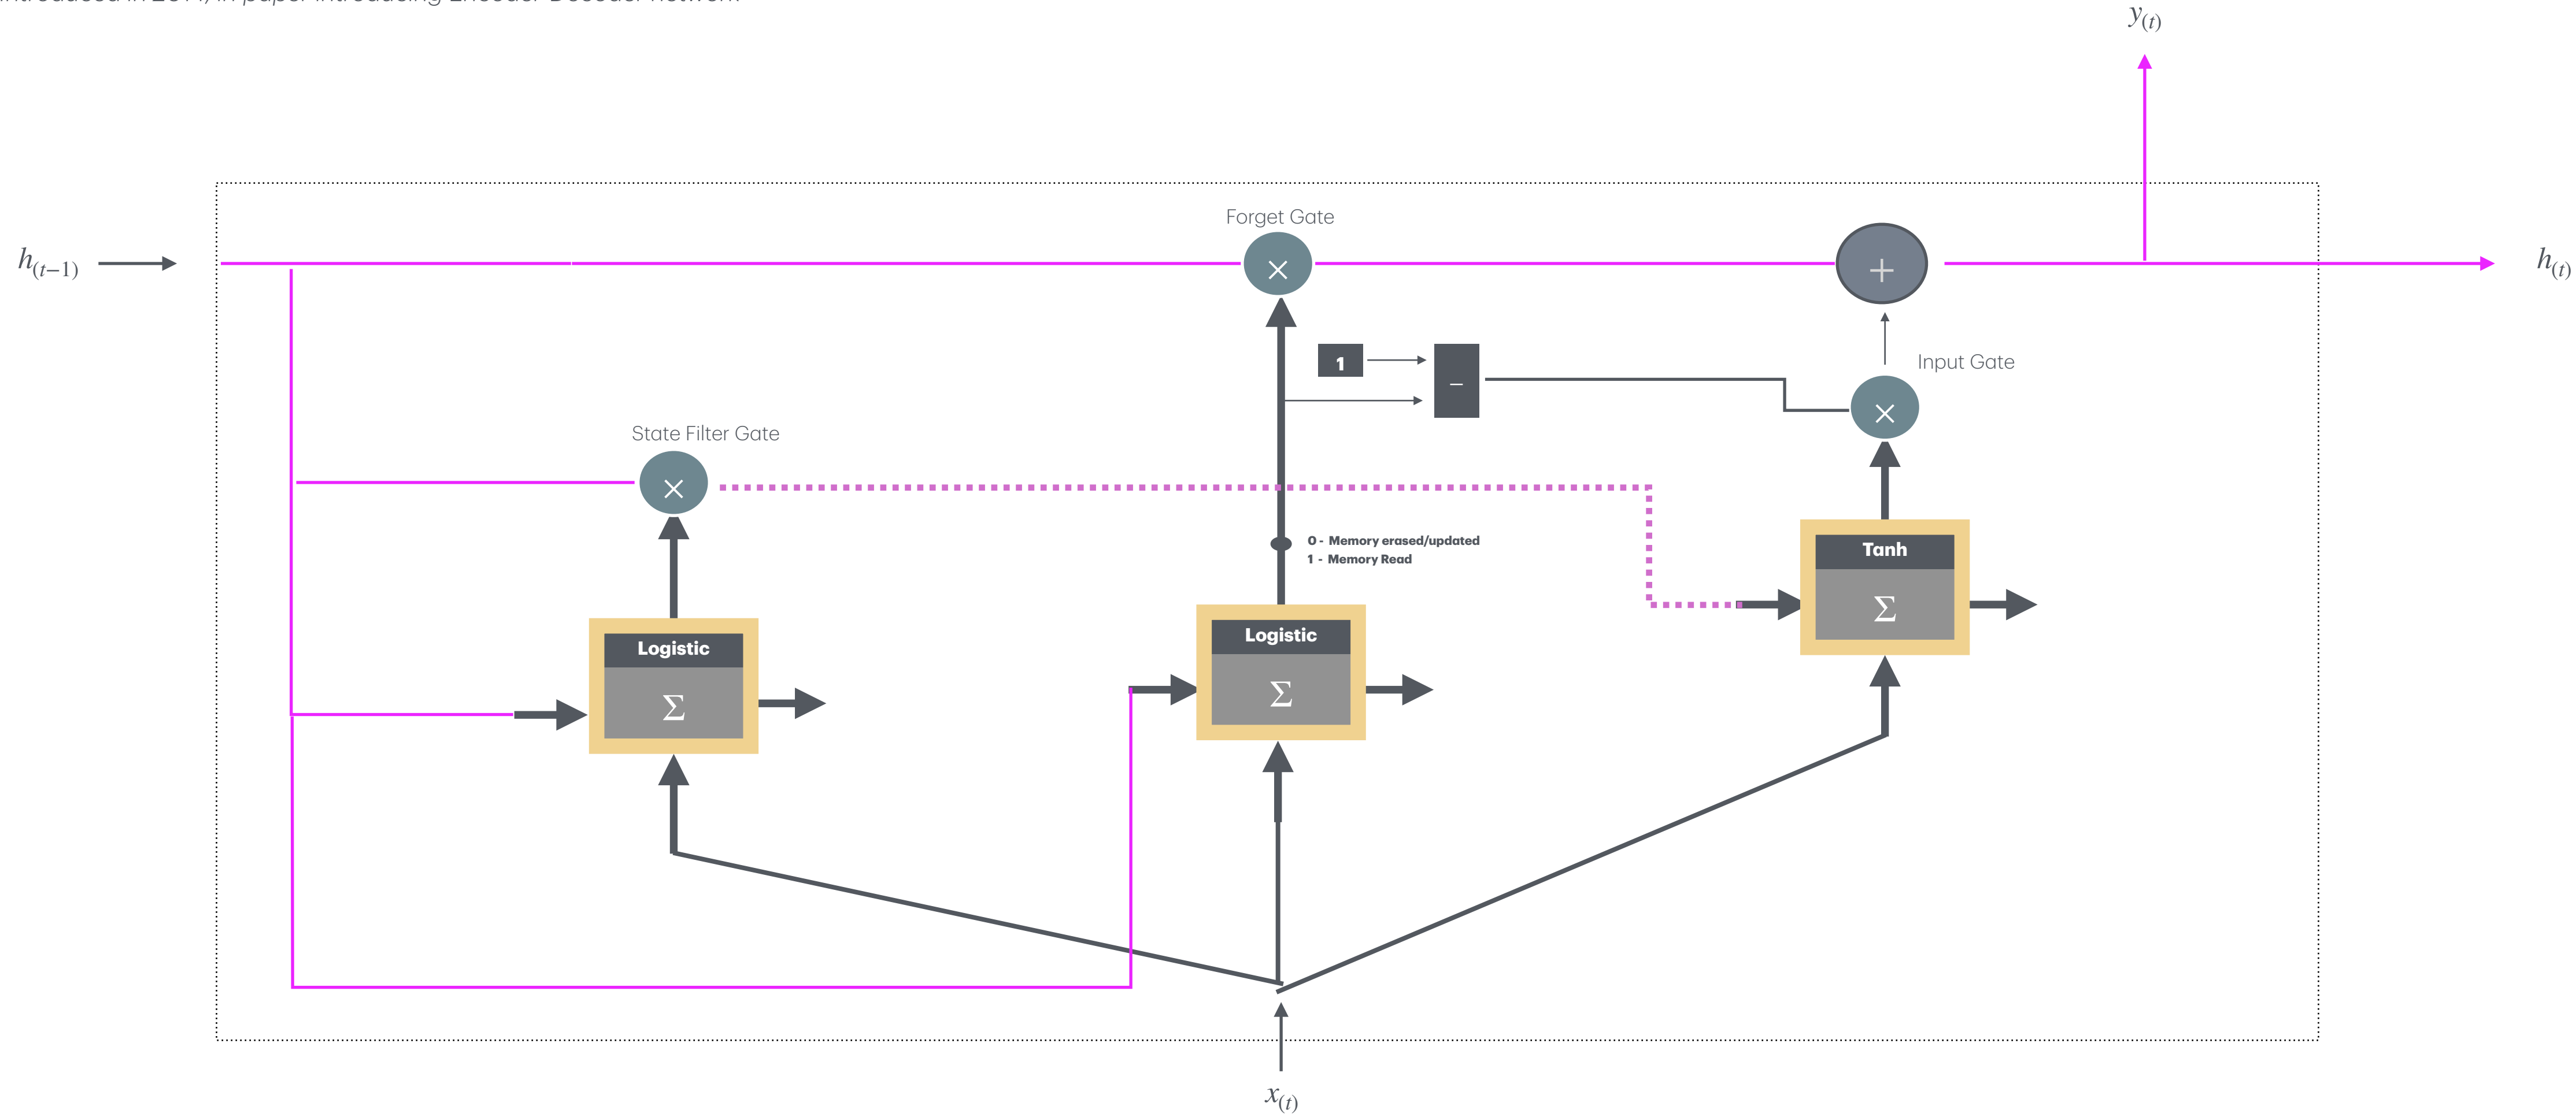 y(t)
Forget Gate
h(t−1)
×
+
h(t)
1
−
Input Gate
×
State Filter Gate
×
0 - Memory erased/updated
1 - Memory Read
Tanh
Σ
Logistic
Σ
Logistic
Σ
x(t)